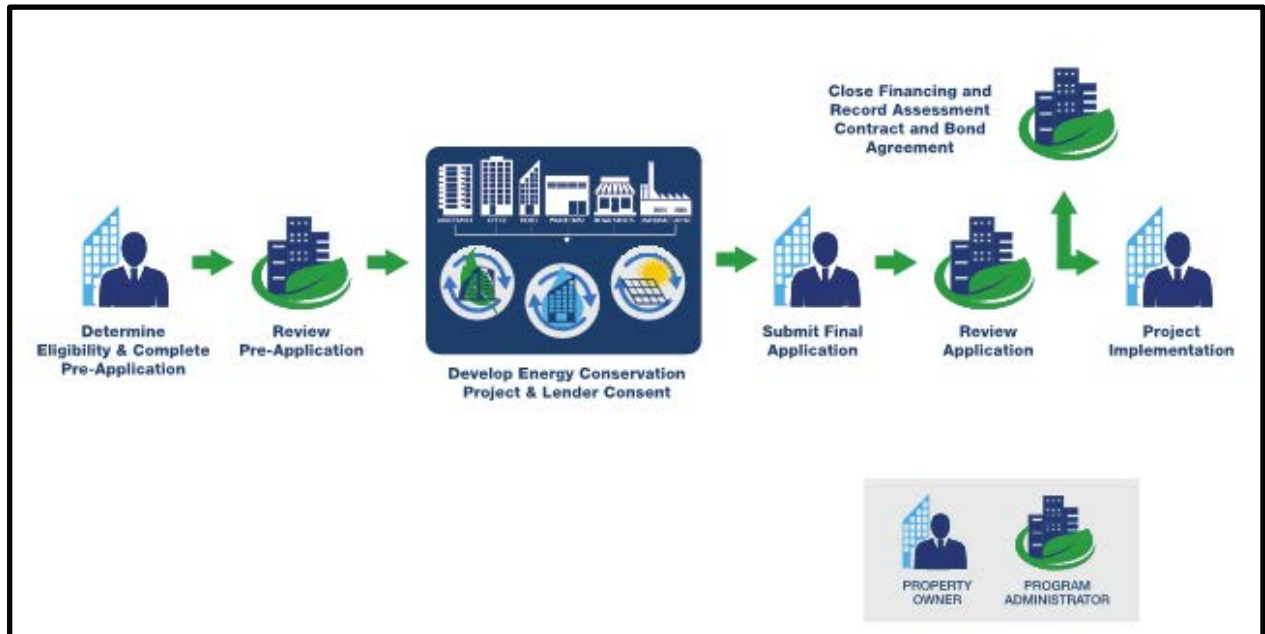 Close Financing and
Record Assessment
Contract and Bond
Agreement
Determine
Eligibility & Complete
Pre-Application
Review
Pre-Application
Develop Energy Conservation
Project & Lender Consent
Submit Final
Application
Review
Application
Project
Implementation
PROPERTY
OWNER
PROGRAM
ADMINISTRATOR